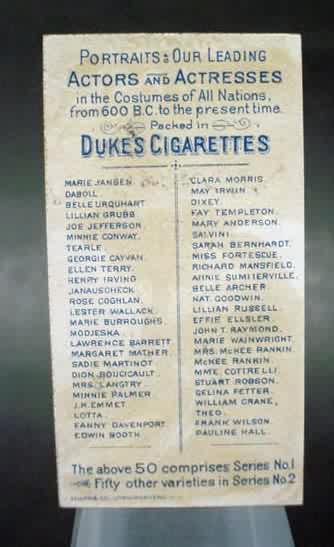 PORTRAITS OF OUR LEADING
ACTORS AND ACTRESSES
in the Costumes of All Nations,
from 600 B.C. to the present time.
Packed in
DUKE'S CIGARETTES
MARIE JANSEN.
DABOLL
BELLE URQUHART.
LILLIAN GRUBB.
JOE JEFFERSON
MINNIE CONWAY.
TEARLE.
GEORGIE CAYVAN.
ELLEN TERRY.
HENRY IRVING
JANAUSCHECK.
ROSE COGHLAN.
LESTER WALLACK.
MARIE BURROUGHS.
MODJESKA.
LAWRENCE BARRETT
MARGARET MATHER.
SADIE MARTINOT
DION BOUCICAULT.
MRS. LANGTRY.
MINNIE PALMER
J.K.EMMET.
LOTTA.
FANNY DAVENPORT
EDWIN BOOTH
CLARA MORRIS.
MAY IRWIN
DIXEY.
FAY TEMPLETON.
MARY ANDERSON.
SALVINI.
SARAH BERNHARDT.
MISS FORTESCUE.
RICHARD MANSFIELD.
ANNIE SUMMERVILLE.
BELLE ARCHER
NAT. GOODWIN.
LILLIAN RUSSELL.
EFFIE ELLSLER.
JOHN T. RAYMOND.
MARIE WAINWRIGHT.
MRS. MCKEE RANKIN.
MCKEE RANKIN.
MME COTTRELLI.
STUART ROBSON.
SELINA FETTER.
WILLIAM CRANE,
THEO.
FRANK WILSON.
PAULINE HALL.
The above 50 comprises Series No.1
Fifty other varieties in Series No.2